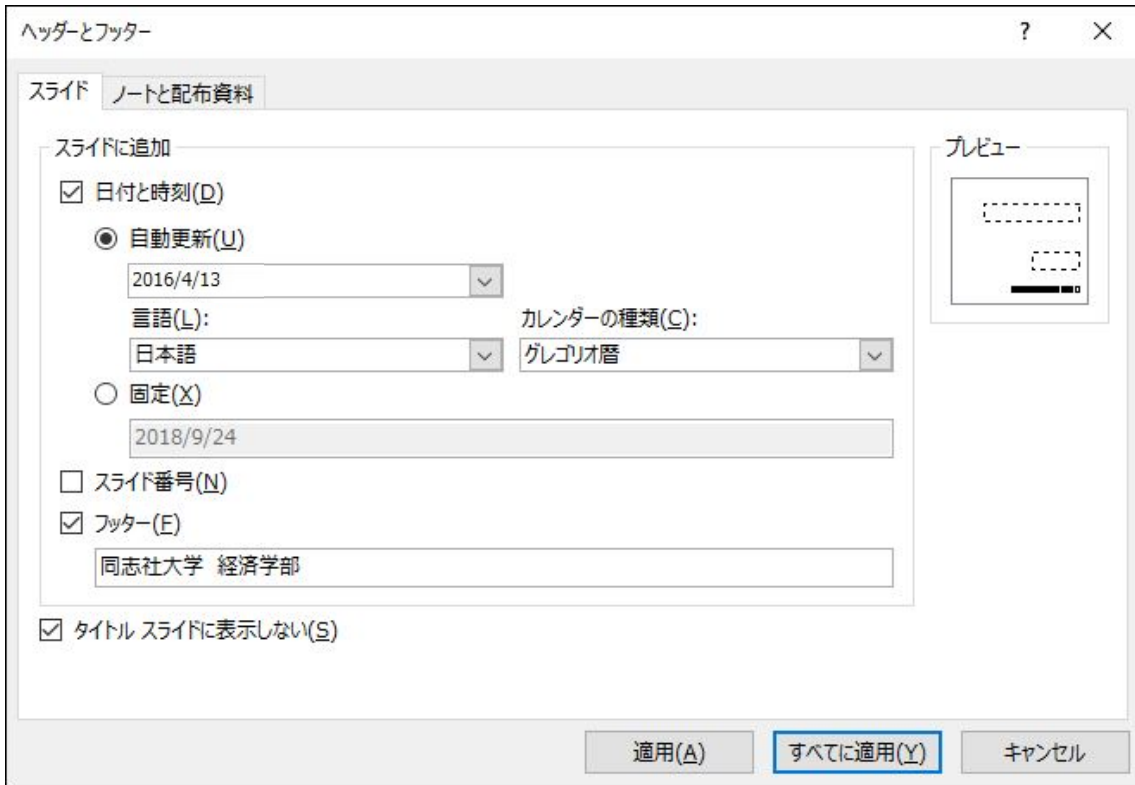 ヘッダーとフッター
スライド ノートと配布資料
スライドに追加
プレビュー
日付と時刻(D)
自動更新(U)
2016/4/13
言語(L): カレンダーの種類(C):
日本語 グレゴリオ暦
固定(X)
2018/9/24
スライド番号(N)
フッター(F)
同志社大学 経済学部
タイトル スライドに表示しない(S)
適用(A) すべてに適用(Y) キャンセル